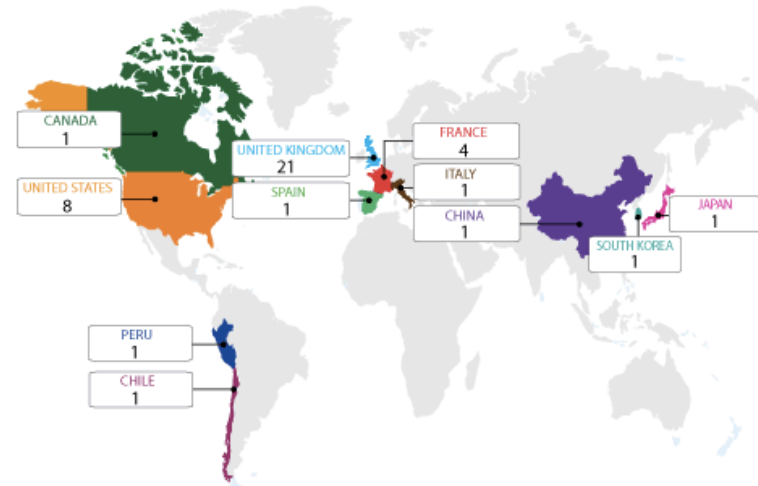 CANADA
1
UNITED STATES
8
UNITED KINGDOM
21
SPAIN
1
FRANCE
4
ITALY
1
CHINA
1
JAPAN
1
SOUTH KOREA
1
PERU
1
CHILE
1